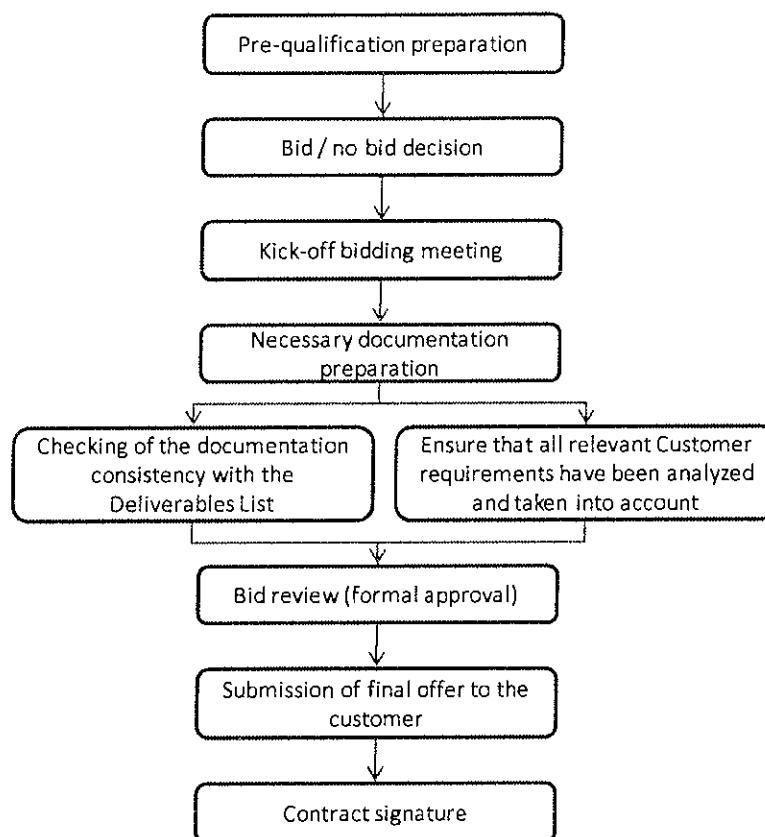 Pre-qualification preparation
Bid / no bid decision
Kick-off bidding meeting
Necessary documentation
preparation
Checking of the documentation
consistency with the
Deliverables List
Ensure that all relevant Customer
requirements have been analyzed
and taken into account
Bid review (Formal approval)
Submission of final offer to the
customer
Contract signature